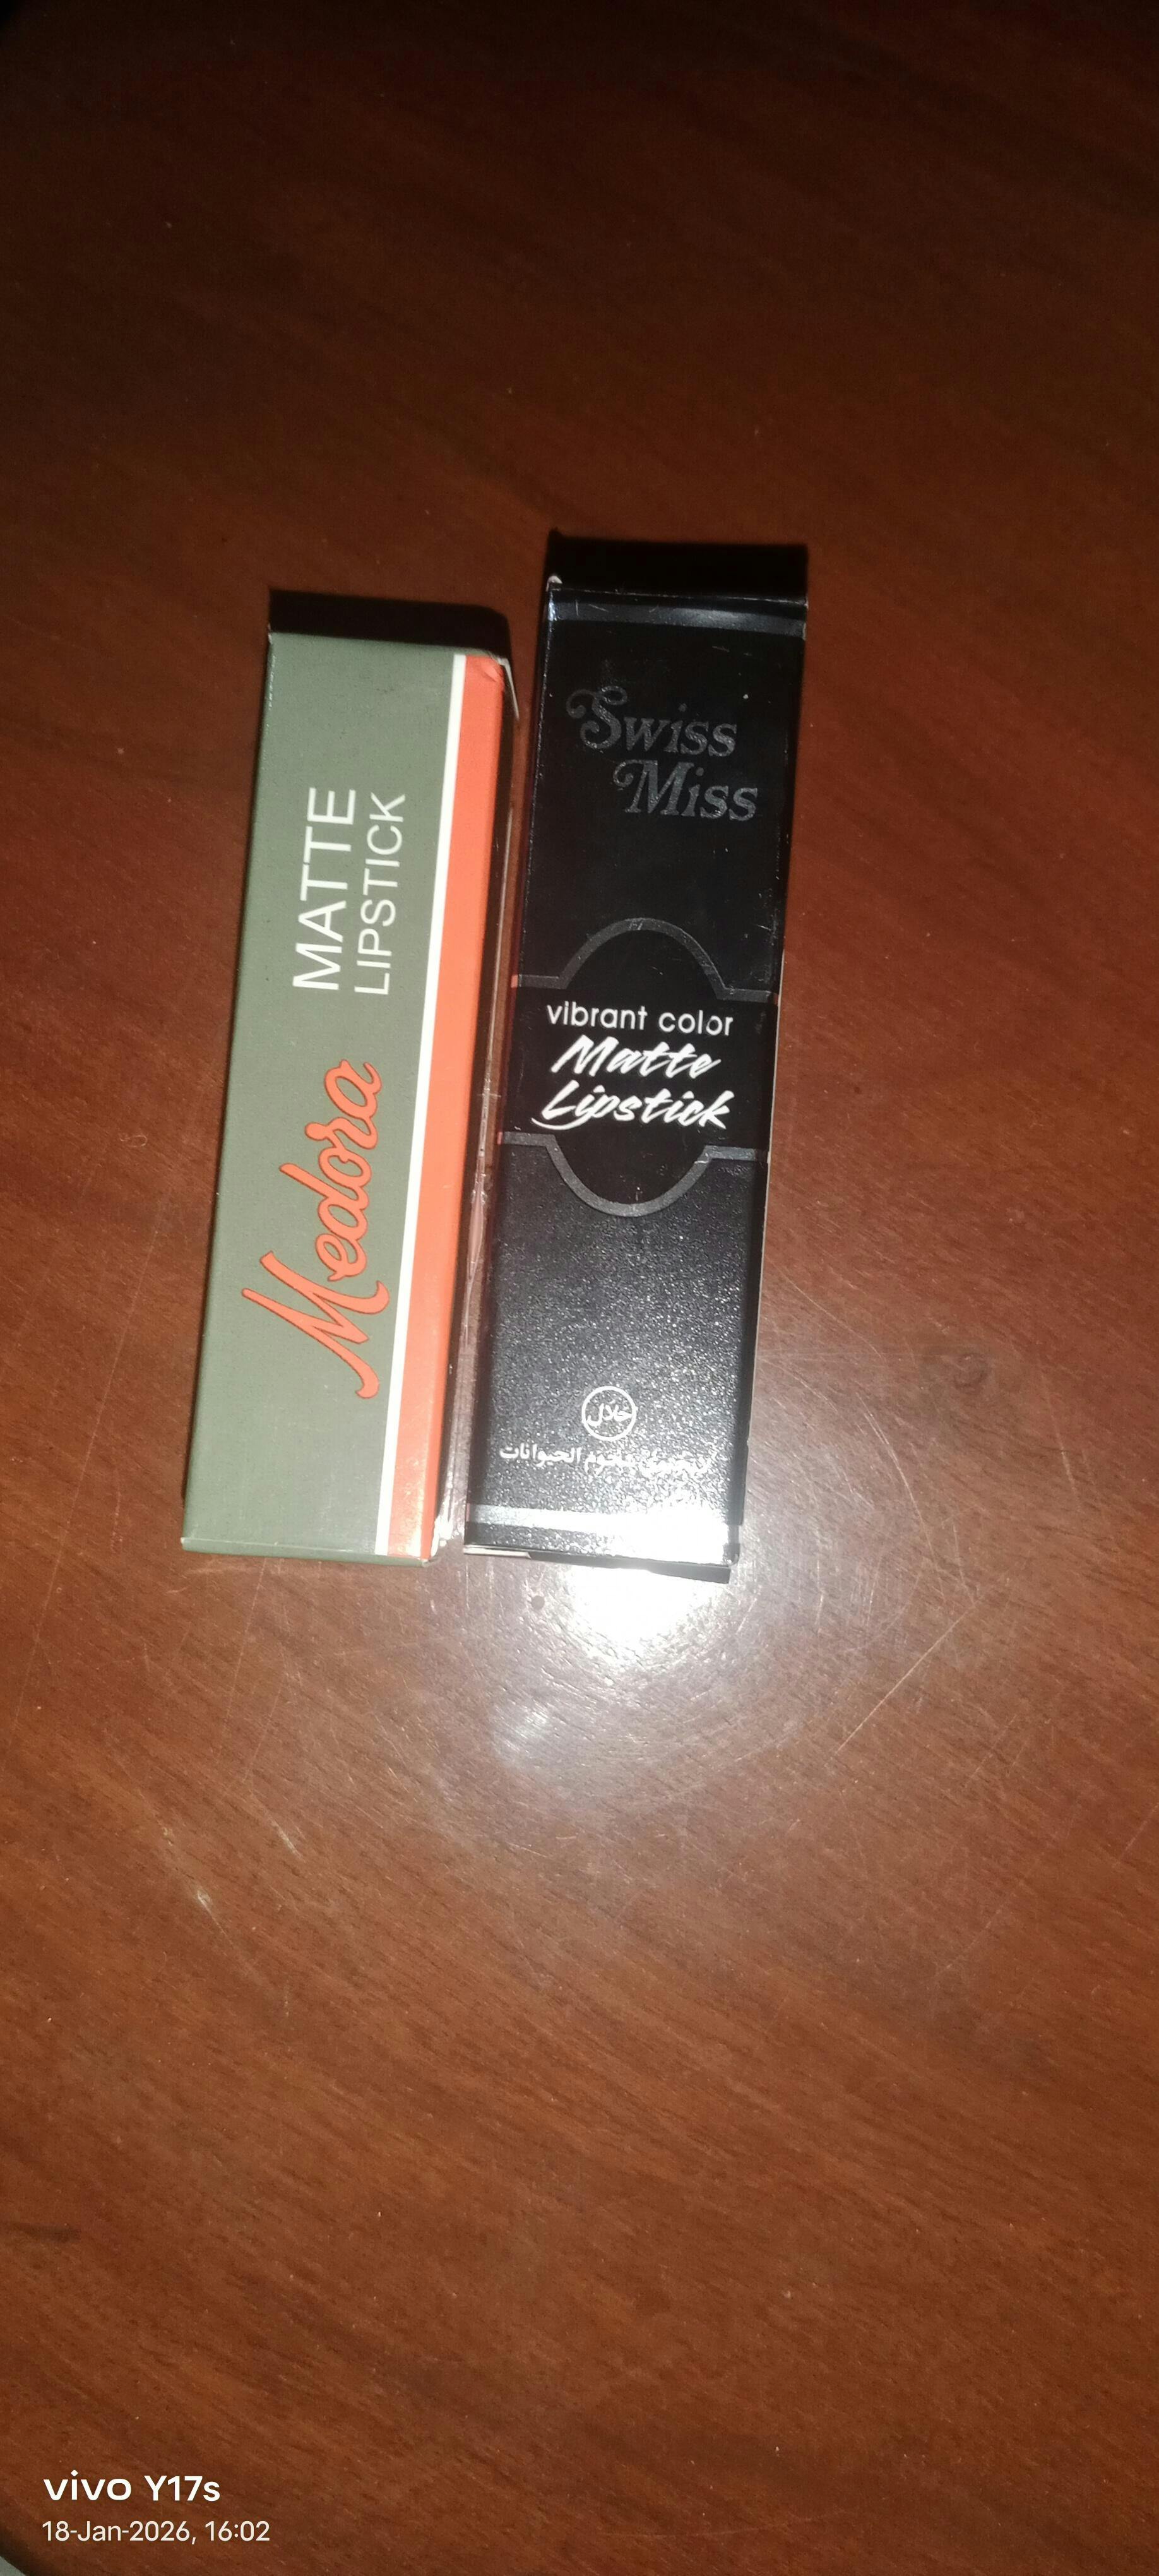 Medora
MATTE
LIPSTICK
Swiss
Miss
vibrant color
Matte
Lipstick
حلال
الحيوانات
vivo Y17s
18-Jan-2026, 16:02